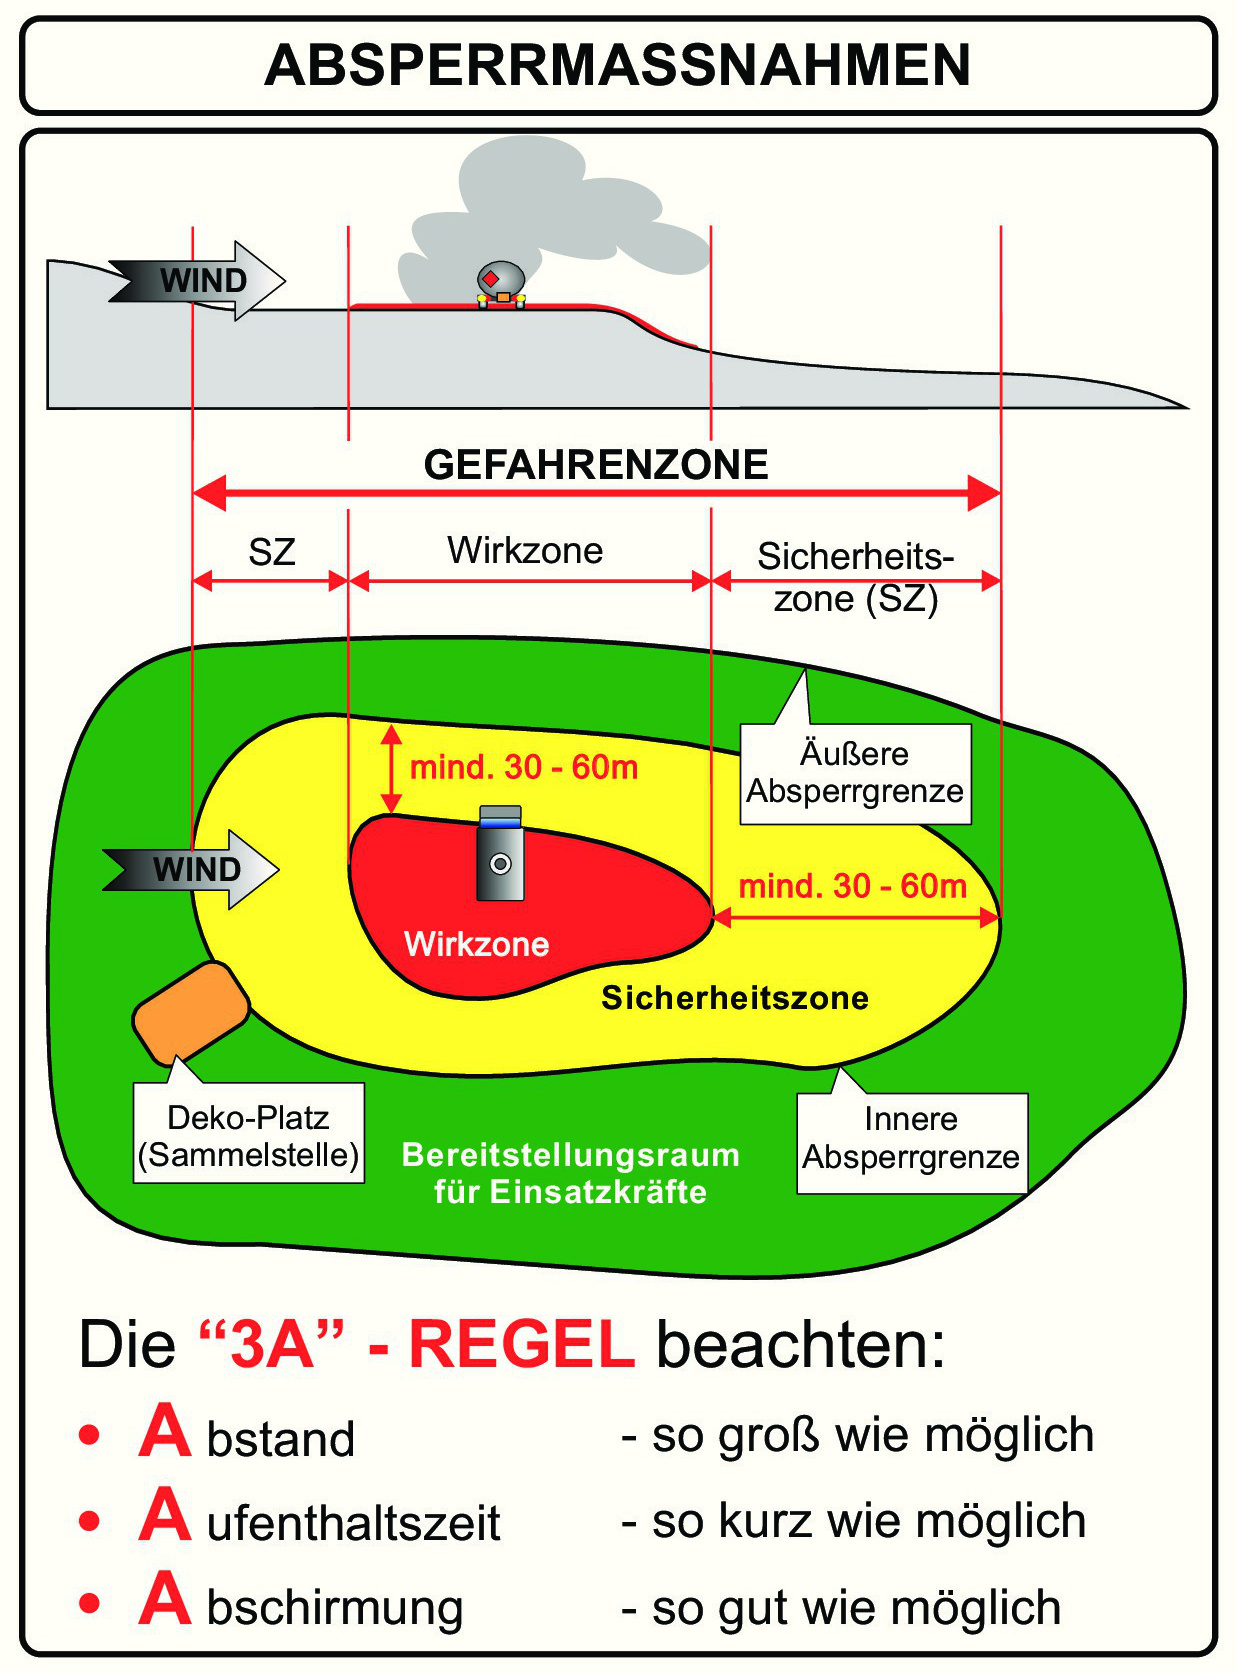 ABSPERRMASSNAHMEN
WIND
GEFAHRENZONE
SZ
Wirkzone
Sicherheits-
zone (SZ)
mind. 30 - 60m
Äußere
Absperrgrenze
WIND
mind. 30 - 60m
Wirkzone
Sicherheitszone
Deko-Platz
(Sammelstelle)
Innere
Absperrgrenze
Bereitstellungsraum
für Einsatzkräfte
Die “3A” - REGEL beachten:
• A bstand - so groß wie möglich
• A ufenthaltszeit - so kurz wie möglich
• A bschirmung - so gut wie möglich